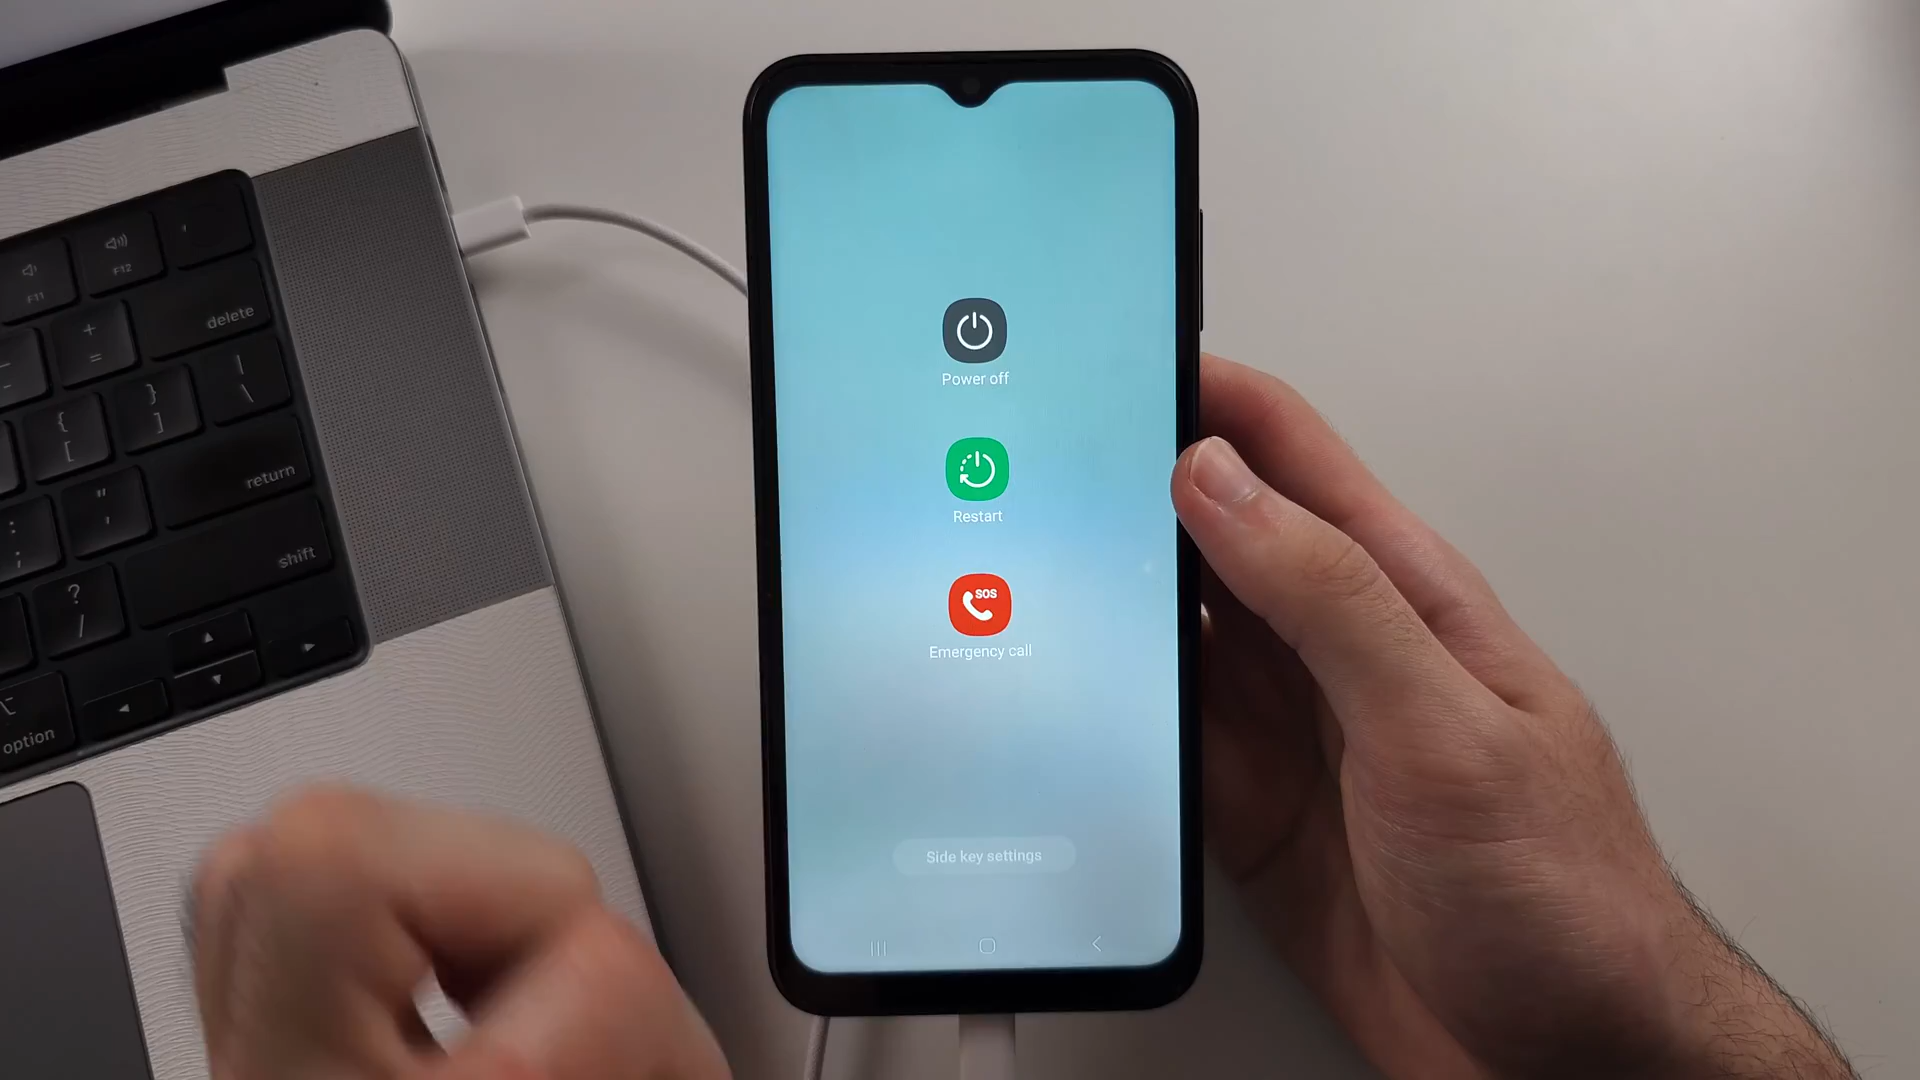 F11
F12
delete
+
=
|
\
{
[
}
]
return
:
;
"
,
shift
?
/
option
Power off
Restart
SOS
Emergency call
Side key settings